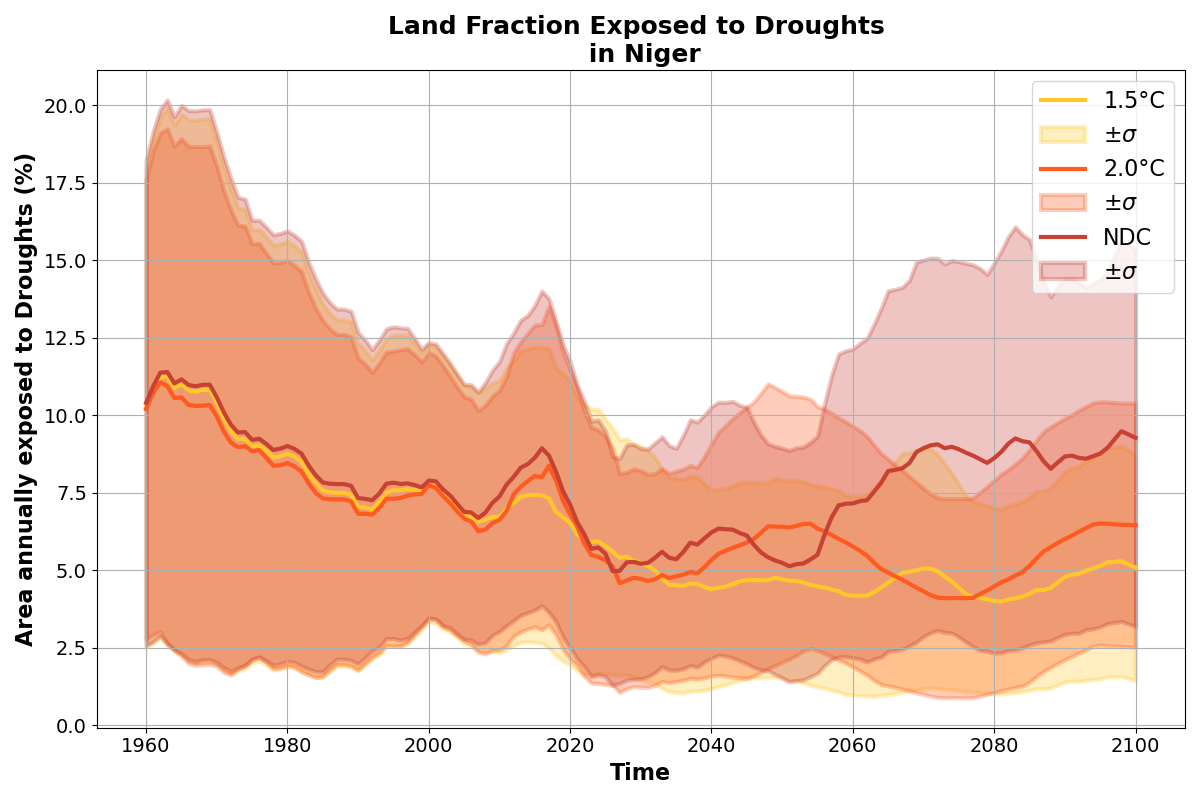 Land Fraction Exposed to Droughts
in Niger
Area annually exposed to Droughts (%)
20.0
17.5
15.0
12.5
10.0
7.5
5.0
2.5
0.0
1.5°C
±σ
2.0°C
±σ
NDC
±σ
1960
1980
2000
2020
2040
2060
2080
2100
Time